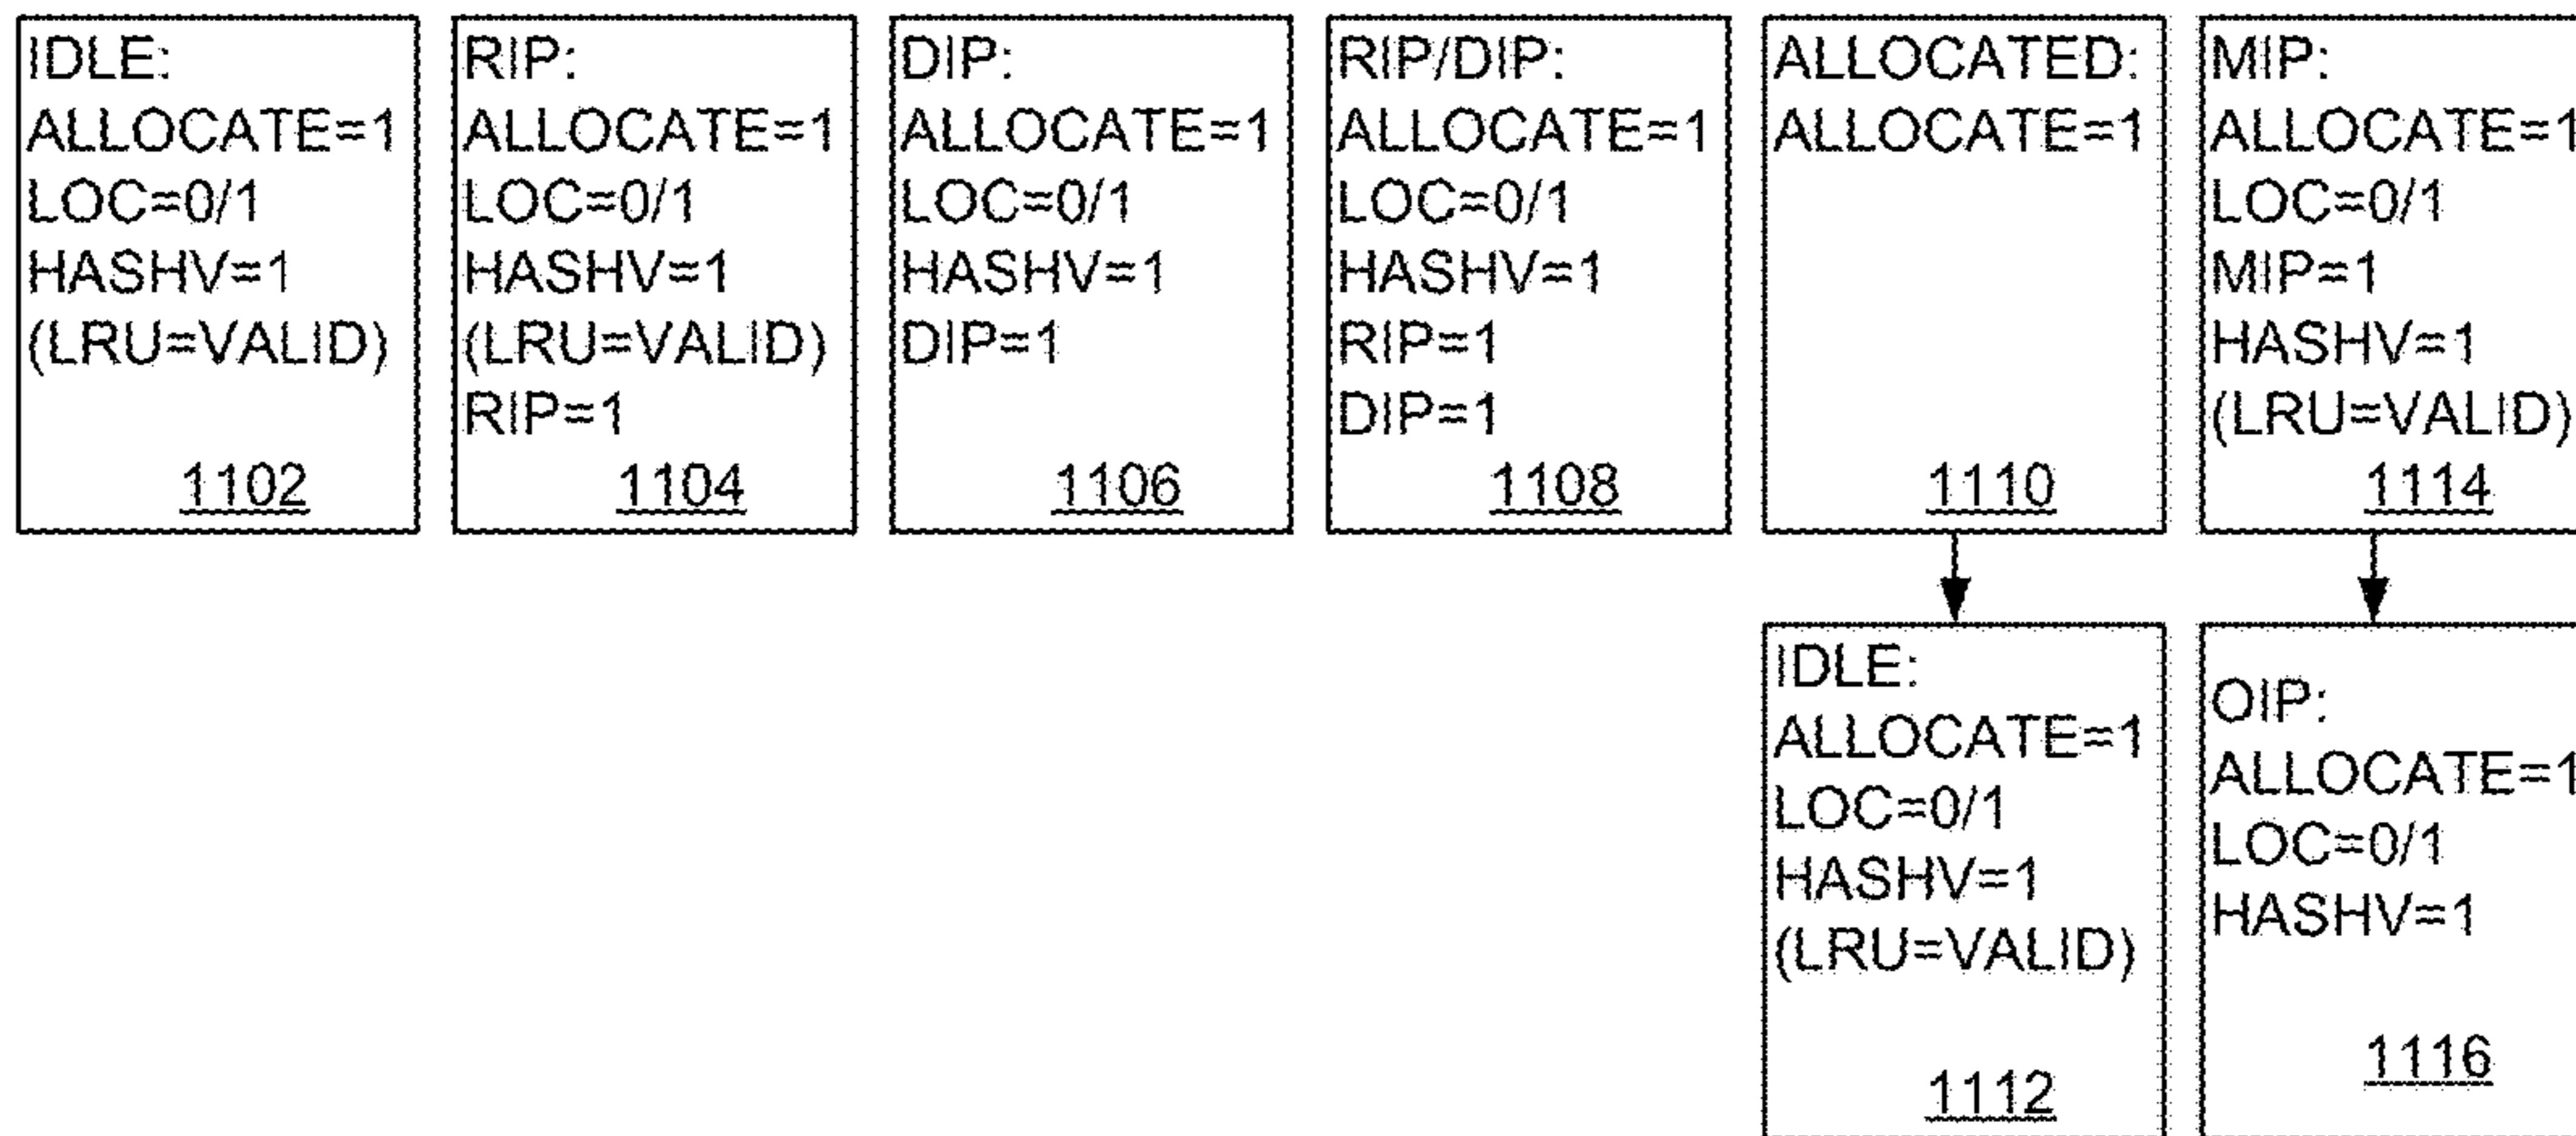 IDLE:
ALLOCATE=1
LOC=0/1
HASHV=1
(LRU=VALID)
1102
RIP:
ALLOCATE=1
LOC=0/1
HASHV=1
(LRU=VALID)
RIP=1
1104
DIP:
ALLOCATE=1
LOC=0/1
HASHV=1
DIP=1
1106
RIP/DIP:
ALLOCATE=1
LOC=0/1
HASHV=1
RIP=1
DIP=1
1108
ALLOCATED:
ALLOCATE=1
1110
MIP:
ALLOCATE=1
LOC=0/1
MIP=1
HASHV=1
(LRU=VALID)
1114
IDLE:
ALLOCATE=1
LOC=0/1
HASHV=1
(LRU=VALID)
1112
OIP:
ALLOCATE=1
LOC=0/1
HASHV=1
1116